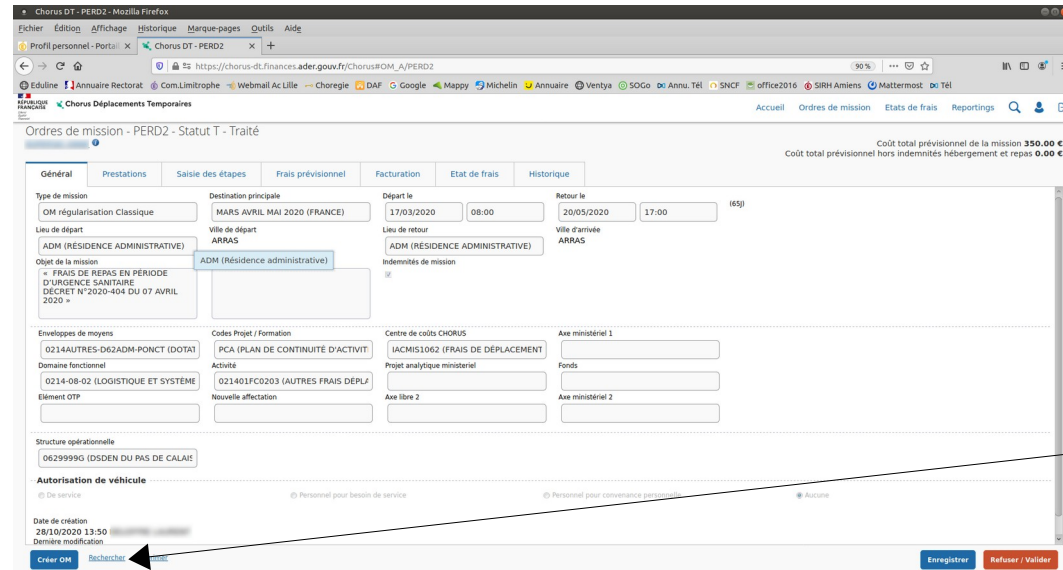 Chorus DT - PERD2 - Mozilla Firefox
Fichier Édition Affichage Historique Marque-pages Outils Aide
Profil personnel - Portail Chorus DT - PERD2
https://chorus-dt.finances.ader.gouv.fr/Chorus#OM_A/PERD2 90 %
Eduline Annuaire Rectorat Com.Limitrophe Webmail Ac Lille Choregie DAF Google Mappy Michelin Annuaire Ventya SOGo Annu. Tél SNCF office2016 SIRH Amiens Mattermost Tél
RÉPUBLIQUE FRANÇAISE Chorus Déplacements Temporaires Accueil Ordres de mission Etats de frais Reportings
Ordres de mission - PERD2 - Statut T - Traité
Coût total prévisionnel de la mission 350.00 €
Coût total prévisionnel hors indemnités hébergement et repas 0.00 €
Général Prestations Saisie des étapes Frais prévisionnel Facturation Etat de frais Historique
Type de mission Destination principale Départ le Retour le
OM régularisation Classique MARS AVRIL MAI 2020 (FRANCE) 17/03/2020 08:00 20/05/2020 17:00 (65J)
Lieu de départ Ville de départ Lieu de retour Ville d'arrivée
ADM (RÉSIDENCE ADMINISTRATIVE) ARRAS ADM (RÉSIDENCE ADMINISTRATIVE) ARRAS
ADM (Résidence administrative)
Objet de la mission Indemnités de mission
« FRAIS DE REPAS EN PÉRIODE
D'URGENCE SANITAIRE
DÉCRET N°2020-404 DU 07 AVRIL
2020 »
Enveloppes de moyens Codes Projet / Formation Centre de coûts CHORUS Axe ministériel 1
0214AUTRES-D62ADM-PONCT (DOTAT PCA (PLAN DE CONTINUITÉ D'ACTIVIT IACMIS1062 (FRAIS DE DÉPLACEMENT
Domaine fonctionnel Activité Projet analytique ministeriel Fonds
0214-08-02 (LOGISTIQUE ET SYSTÈME 021401FC0203 (AUTRES FRAIS DÉPLA
Elément OTP Nouvelle affectation Axe libre 2 Axe ministériel 2
Structure opérationnelle
0629999G (DSDEN DU PAS DE CALAIS
Autorisation de véhicule
De service Personnel pour besoin de service Personnel pour convenance personnelle Aucune
Date de création
28/10/2020 13:50
Dernière modification
Créer OM Rechercher Enregistrer Refuser / Valider